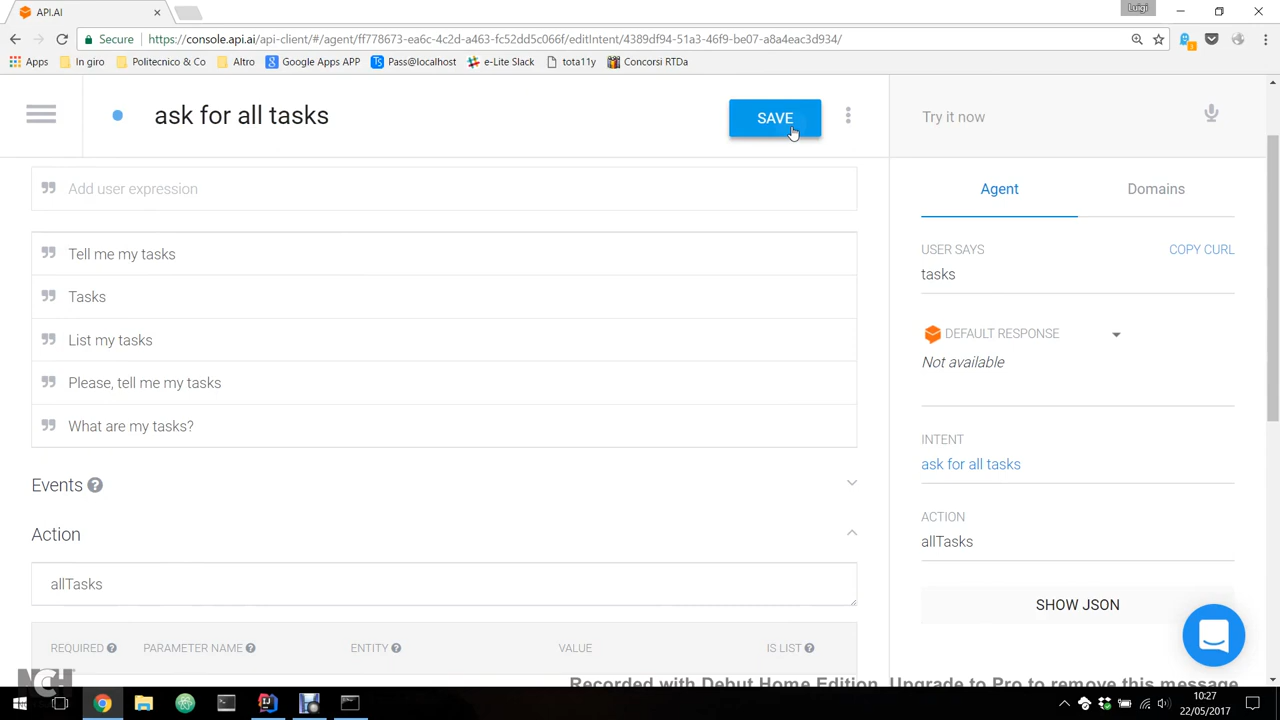 API.AI
Luigi
Secure
https://console.api.ai/api-client/#/agent/ff778673-ea6c-4c2d-a463-fc52dd5c066f/editIntent/4389df94-51a3-46f9-be07-a8a4eac3d934/
3
Apps
In giro
Politecnico & Co
Altro
Google Apps APP
Pass@localhost
e-Lite Slack
tota11y
Concorsi RTDa
ask for all tasks
SAVE
Try it now
Add user expression
Agent
Domains
Tell me my tasks
USER SAYS
COPY CURL
tasks
Tasks
List my tasks
DEFAULT RESPONSE
Not available
Please, tell me my tasks
What are my tasks?
INTENT
ask for all tasks
Events ?
ACTION
allTasks
Action
allTasks
SHOW JSON
REQUIRED ?
PARAMETER NAME ?
ENTITY ?
VALUE
IS LIST ?
NCH
Recorded with Debut Home Edition. Upgrade to Pro to remove this message
10:27
22/05/2017